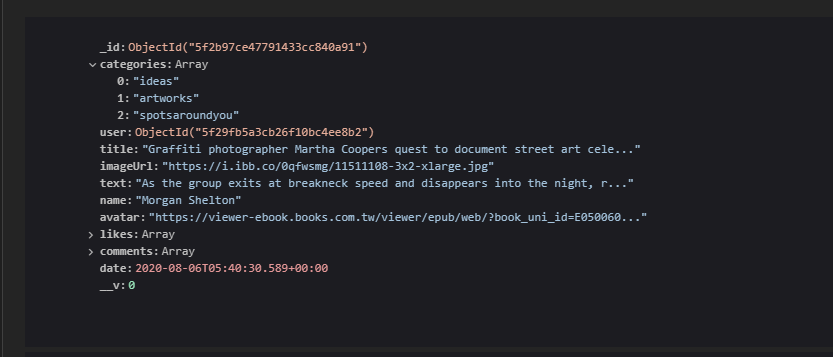 _id: ObjectId("5f2b97ce47791433cc840a91")
categories: Array
0: "ideas"
1: "artworks"
2: "spotsaroundyou"
user: ObjectId("5f29fb5a3cb26f10bc4ee8b2")
title: "Graffiti photographer Martha Coopers quest to document street art cele..."
imageUrl: "https://i.ibb.co/0qfwsmg/11511108-3x2-xlarge.jpg"
text: "As the group exits at breakneck speed and disappears into the night, r..."
name: "Morgan Shelton"
avatar: "https://viewer-ebook.books.com.tw/viewer/epub/web/?book_uni_id=E050060..."
likes: Array
comments: Array
date: 2020-08-06T05:40:30.589+00:00
__v: 0